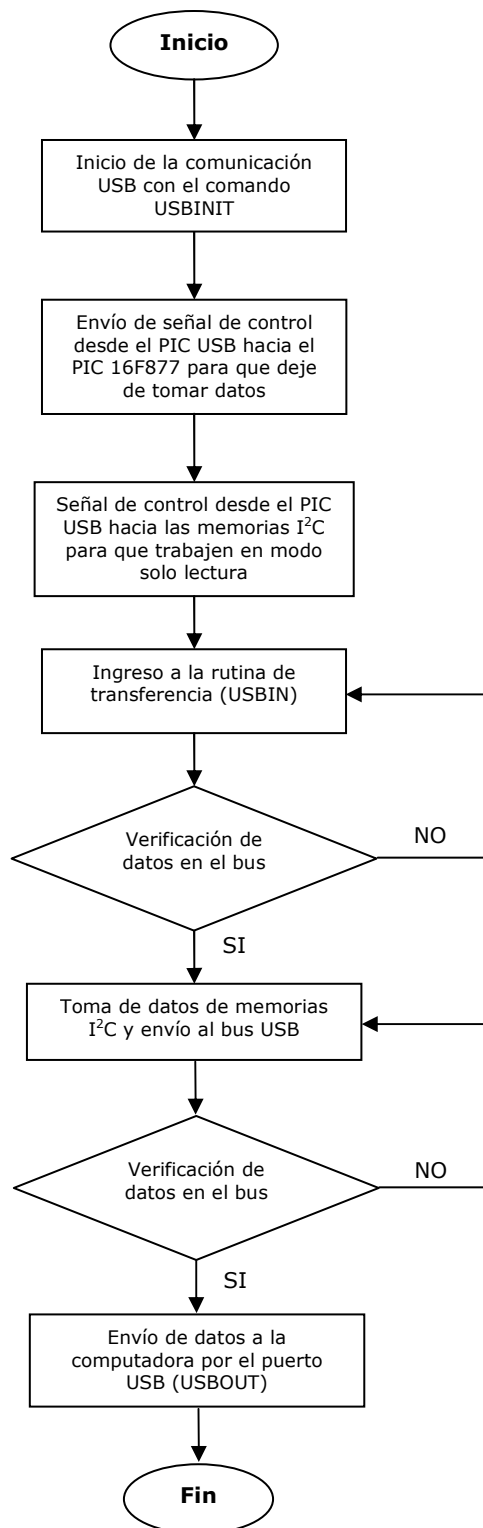 Inicio
Inicio de la comunicación
USB con el comando
USBINIT
Envío de señal de control
desde el PIC USB hacia el
PIC 16F877 para que deje
de tomar datos
Señal de control desde el PIC
USB hacia las memorias I²C
para que trabajen en modo
solo lectura
Ingreso a la rutina de
transferencia (USBIN)
Verificación de
datos en el bus
NO
SI
Toma de datos de memorias
I²C y envío al bus USB
Verificación de
datos en el bus
NO
SI
Envío de datos a la
computadora por el puerto
USB (USBOUT)
Fin